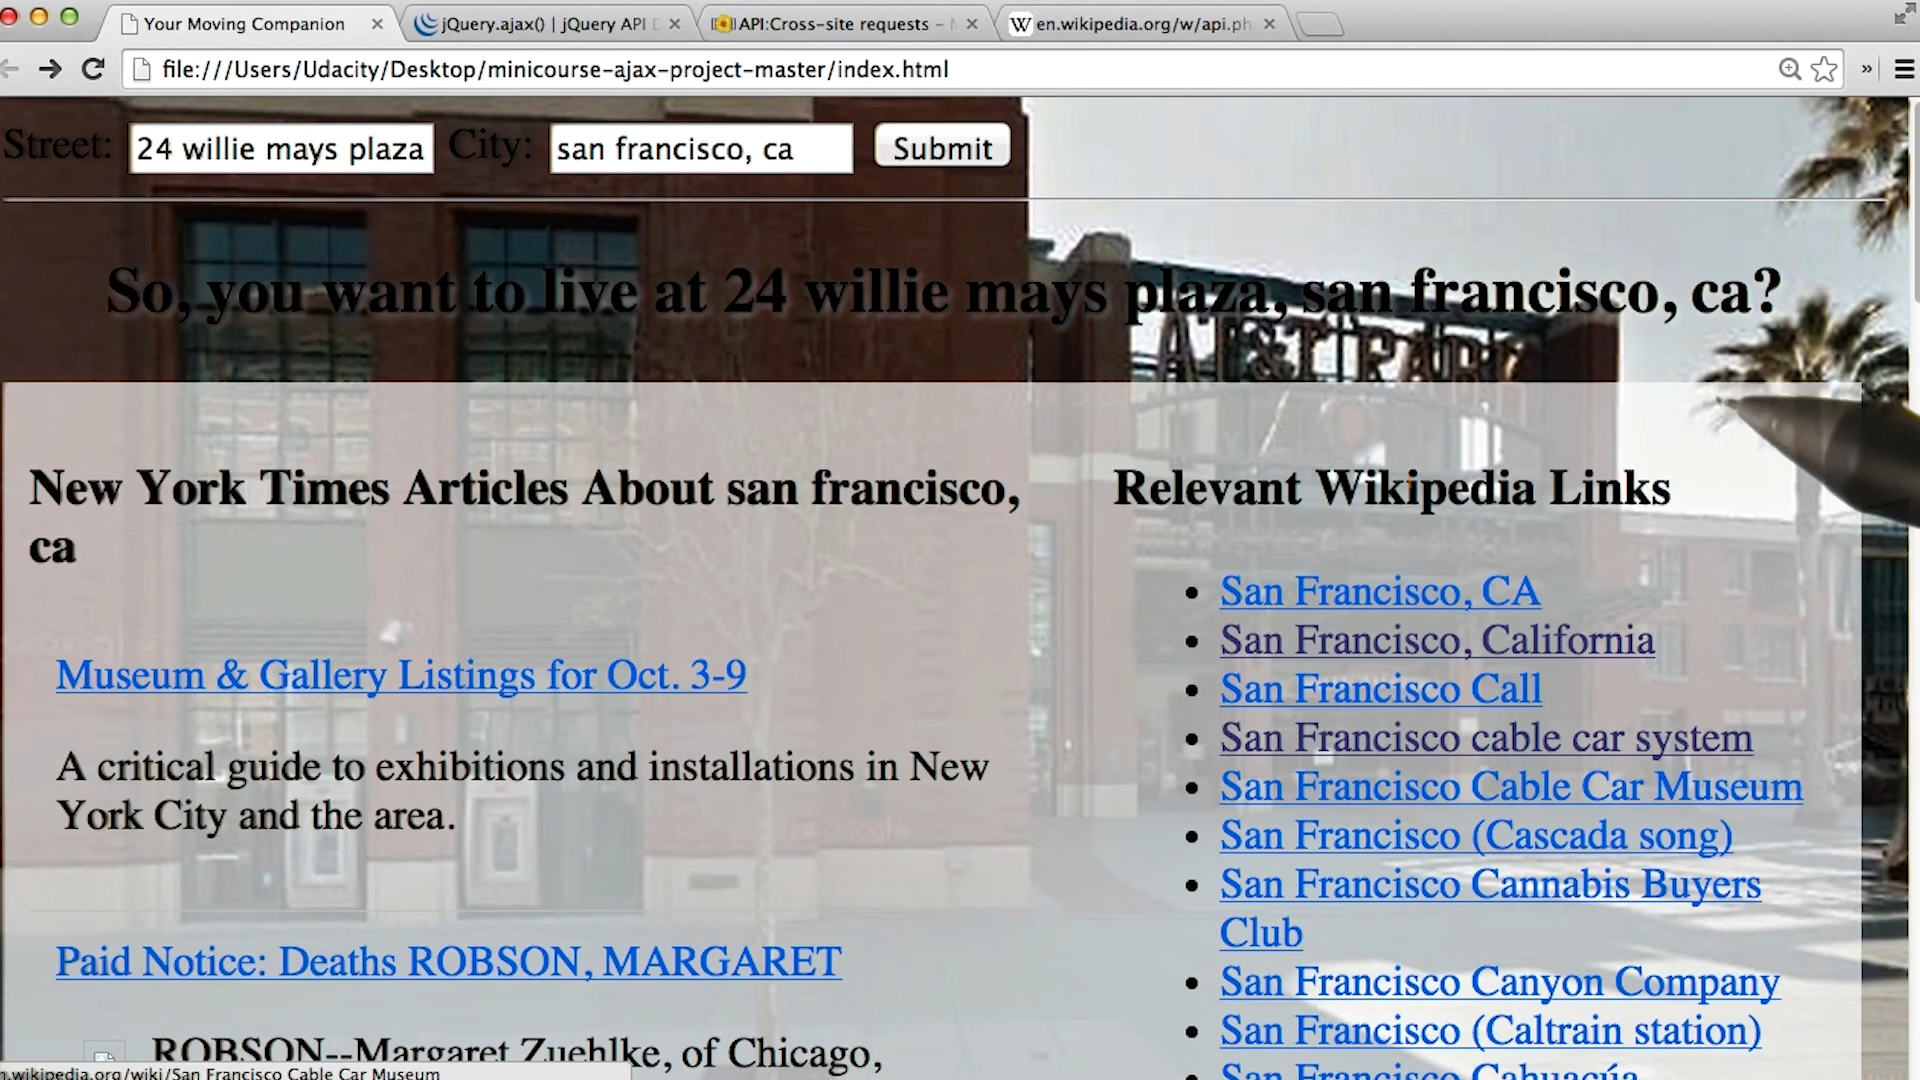 Your Moving Companion
jQuery.ajax() | jQuery API D
API:Cross-site requests –
en.wikipedia.org/w/api.ph
file:///Users/Udacity/Desktop/minicourse-ajax-project-master/index.html
Street: 24 willie mays plaza City: san francisco, ca Submit
So, you want to live at 24 willie mays plaza, san francisco, ca?
AT&T PARK
New York Times Articles About san francisco,
ca
Museum & Gallery Listings for Oct. 3-9
A critical guide to exhibitions and installations in New
York City and the area.
Paid Notice: Deaths ROBSON, MARGARET
ROBSON--Margaret Zuehlke, of Chicago,
Relevant Wikipedia Links
San Francisco, CA
San Francisco, California
San Francisco Call
San Francisco cable car system
San Francisco Cable Car Museum
San Francisco (Cascada song)
San Francisco Cannabis Buyers
Club
San Francisco Canyon Company
San Francisco (Caltrain station)
San Francisco Cahuacúa
n.wikipedia.org/wiki/San Francisco Cable Car Museum